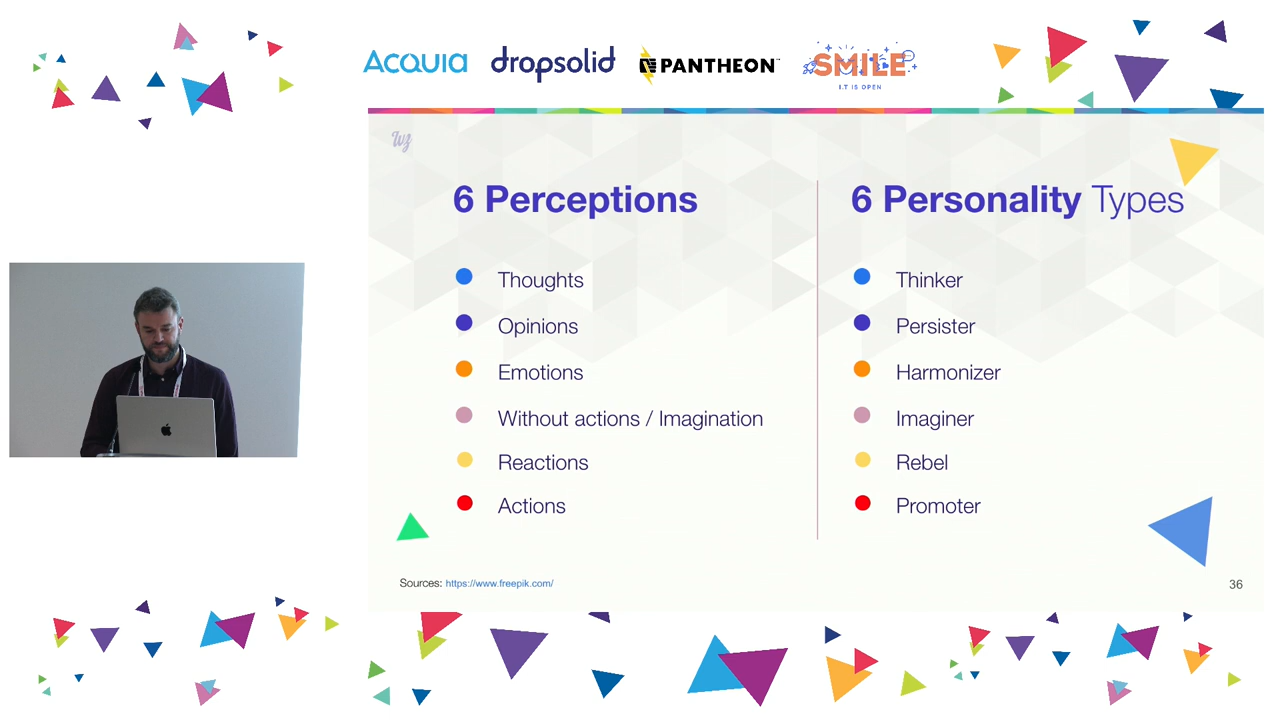 ACQUIA
dropsolid
PANTHEON
SMILE
I.T IS OPEN
6 Perceptions
Thoughts
Opinions
Emotions
Without actions / Imagination
Reactions
Actions
6 Personality Types
Thinker
Persister
Harmonizer
Imaginer
Rebel
Promoter
Sources: https://www.freepik.com/
36